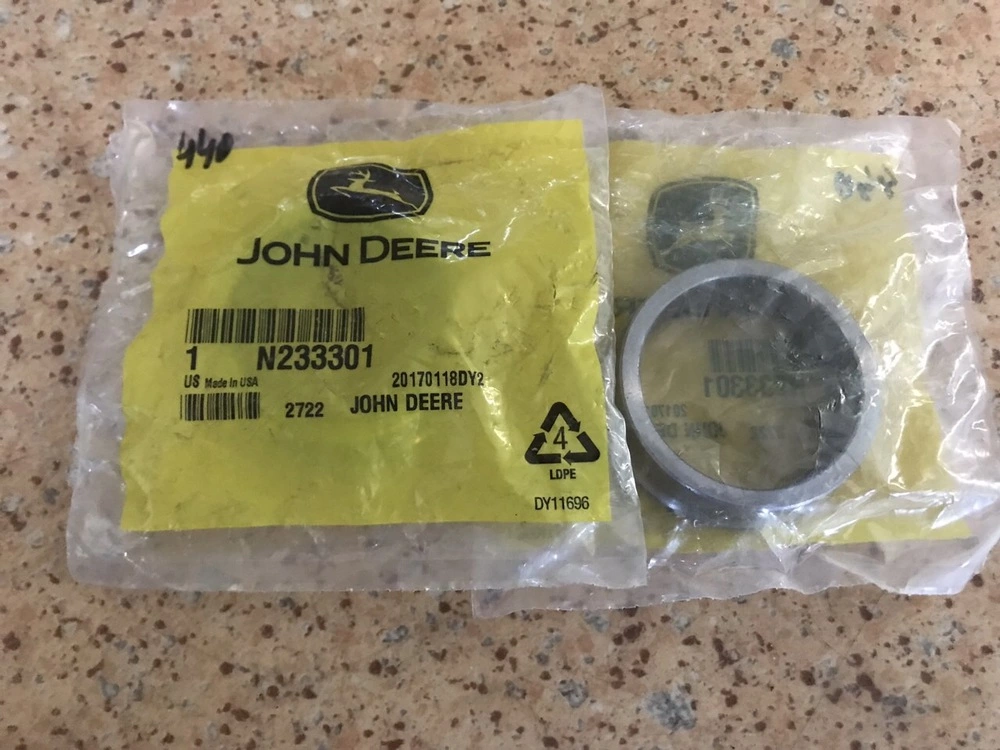 440
JOHN DEERE
1 N233301
US Made In USA
20170118DY2
2722 JOHN DEERE
4
LDPE
DY11696